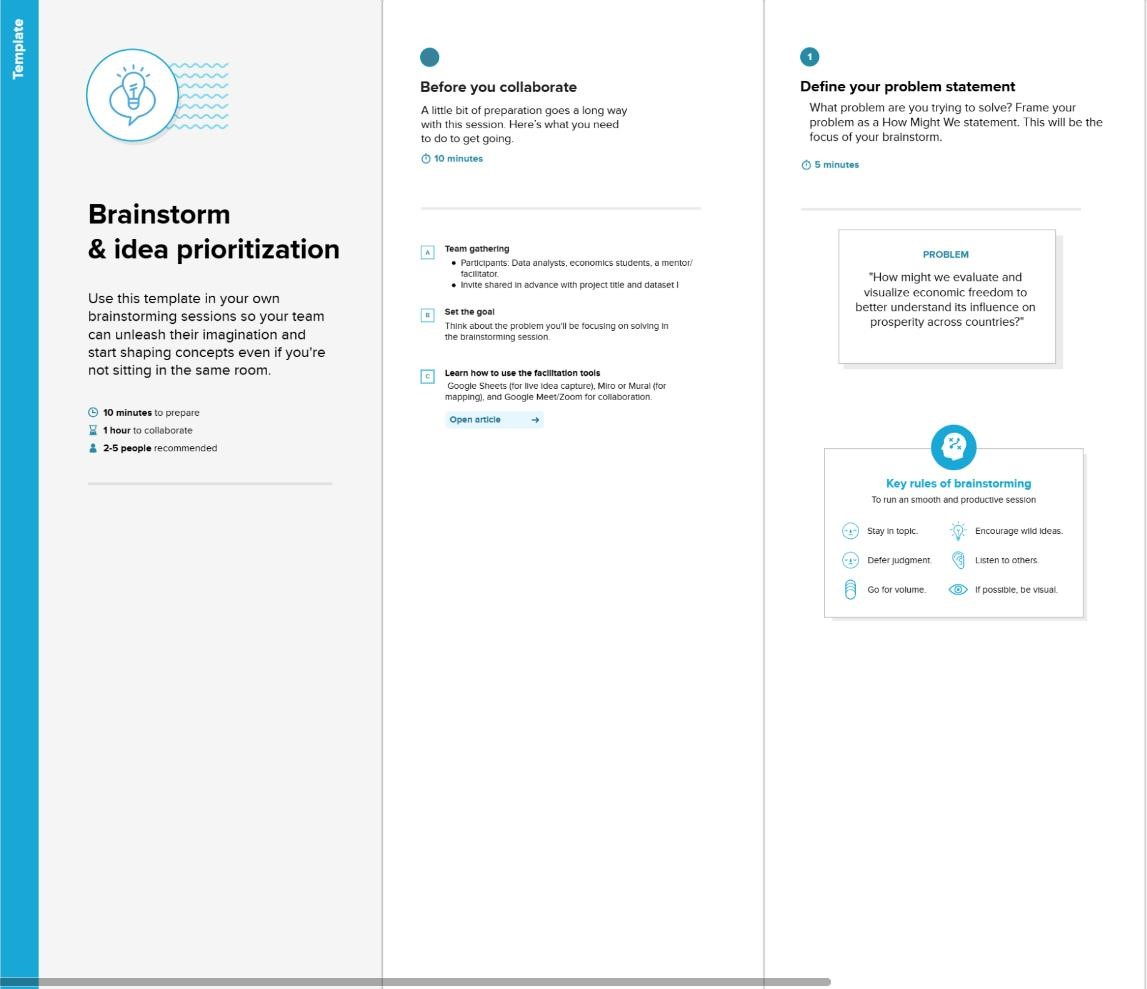 Template
Brainstorm
& idea prioritization
Use this template in your own
brainstorming sessions so your team
can unleash their imagination and
start shaping concepts even if you're
not sitting in the same room.
10 minutes to prepare
1 hour to collaborate
2-5 people recommended
Before you collaborate
A little bit of preparation goes a long way
with this session. Here's what you need
to do to get going.
10 minutes
A
Team gathering
● Participants: Data analysts, economics students, a mentor/
facilitator.
● Invite shared in advance with project title and dataset l
B
Set the goal
Think about the problem you'll be focusing on solving in
the brainstorming session.
C
Learn how to use the facilitation tools
Google Sheets (for live idea capture), Miro or Mural (for
mapping), and Google Meet/Zoom for collaboration.
Open article →
1
Define your problem statement
What problem are you trying to solve? Frame your
problem as a How Might We statement. This will be the
focus of your brainstorm.
5 minutes
PROBLEM
"How might we evaluate and
visualize economic freedom to
better understand its influence on
prosperity across countries?"
Key rules of brainstorming
To run an smooth and productive session
Stay in topic.
Encourage wild ideas.
Defer judgment.
Listen to others.
Go for volume.
If possible, be visual.